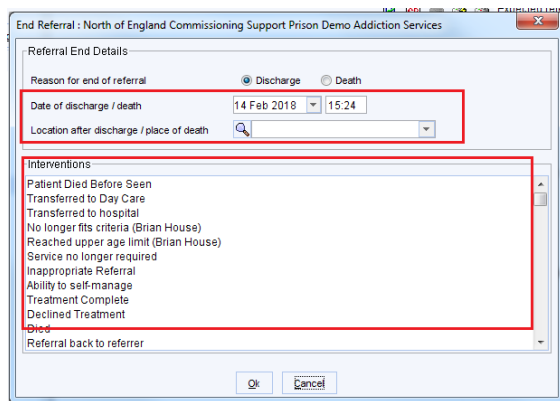 End Referral : North of England Commissioning Support Prison Demo Addiction Services
Referral End Details
Reason for end of referral Discharge Death
Date of discharge / death 14 Feb 2018 15:24
Location after discharge / place of death
Interventions
Patient Died Before Seen
Transferred to Day Care
Transferred to hospital
No longer fits criteria (Brian House)
Reached upper age limit (Brian House)
Service no longer required
Inappropriate Referral
Ability to self-manage
Treatment Complete
Declined Treatment
Died
Referral back to referrer
Ok Cancel